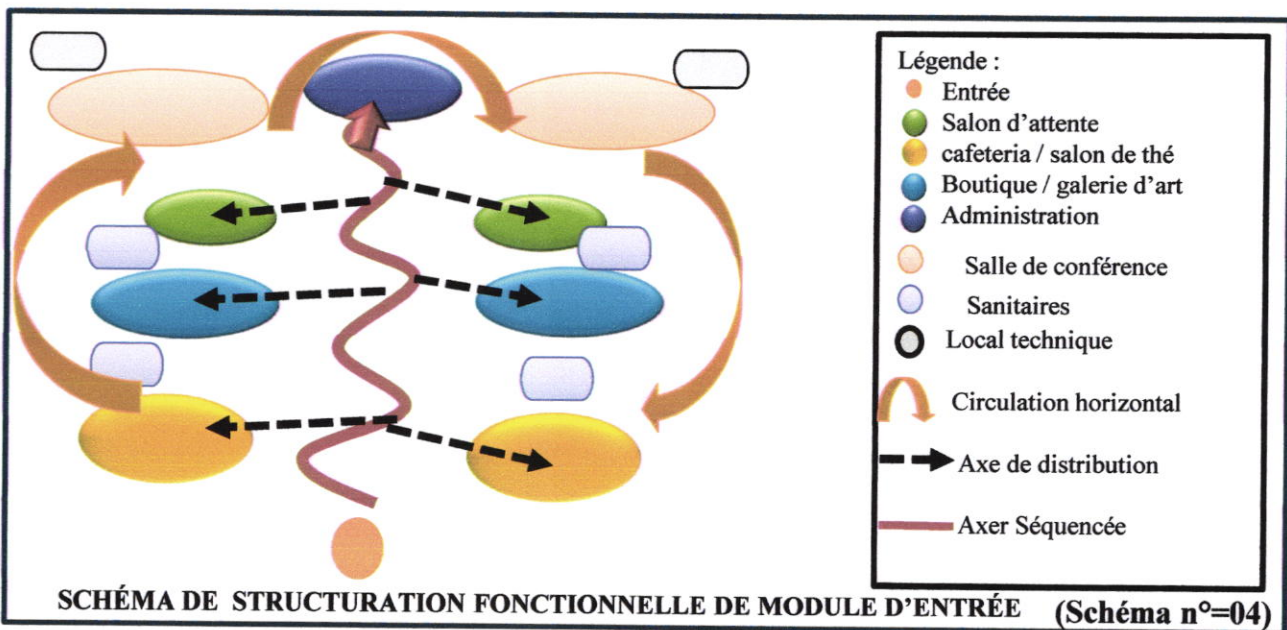 Légende :
Entrée
Salon d'attente
cafeteria / salon de thé
Boutique / galerie d'art
Administration
Salle de conférence
Sanitaires
Local technique
Circulation horizontal
Axe de distribution
Axer Séquencée
SCHÉMA DE STRUCTURATION FONCTIONNELLE DE MODULE D'ENTRÉE (Schéma n°=04)